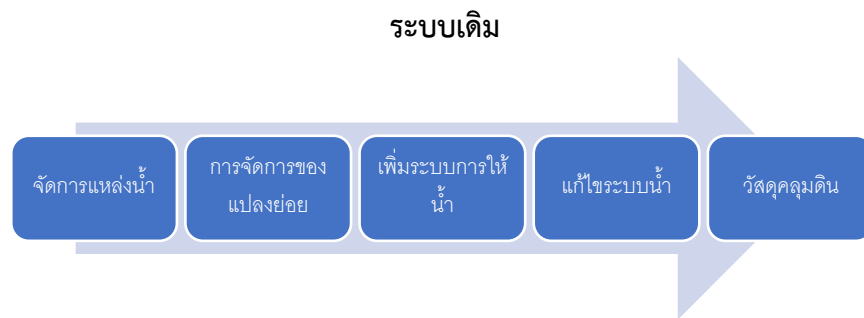 ระบบเดิม
จัดการแหล่งน้ำ
การจัดการของ
แปลงย่อย
เพิ่มระบบการให้
น้ำ
แก้ไขระบบน้ำ
วัสดุคลุมดิน